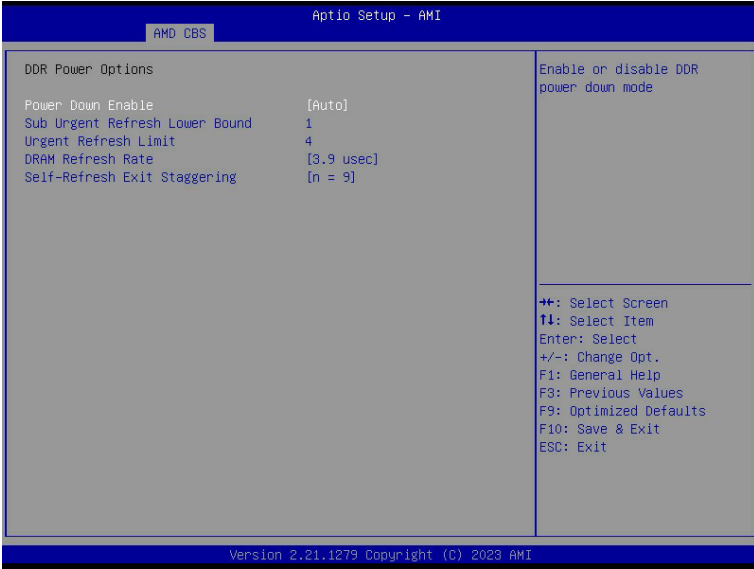 Aptio Setup – AMI
AMD CBS
DDR Power Options
Power Down Enable [Auto]
Sub Urgent Refresh Lower Bound 1
Urgent Refresh Limit 4
DRAM Refresh Rate [3.9 usec]
Self-Refresh Exit Staggering [n = 9]
Enable or disable DDR
power down mode
→←: Select Screen
↑↓: Select Item
Enter: Select
+/-: Change Opt.
F1: General Help
F3: Previous Values
F9: Optimized Defaults
F10: Save & Exit
ESC: Exit
Version 2.21.1279 Copyright (C) 2023 AMI